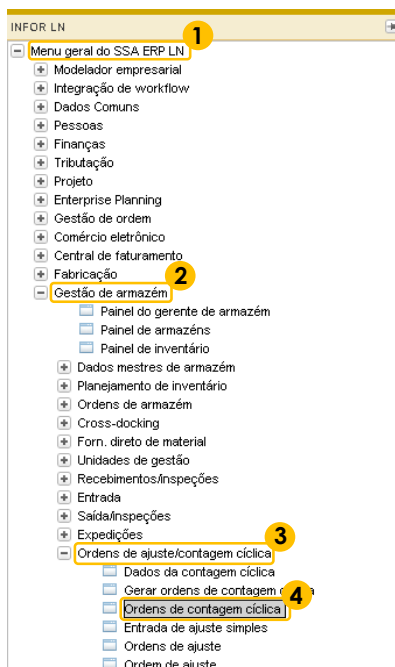 INFOR LN
1
Menu geral do SSA ERP LN
Modelador empresarial
Integração de workflow
Dados Comuns
Pessoas
Finanças
Tributação
Projeto
Enterprise Planning
Gestão de ordem
Comércio eletrônico
Central de faturamento
Fabricação
2
Gestão de armazém
Painel do gerente de armazém
Painel de armazéns
Painel de inventário
Dados mestres de armazém
Planejamento de inventário
Ordens de armazém
Cross-docking
Forn. direto de material
Unidades de gestão
Recebimentos/inspeções
Entrada
Saída/inspeções
Expedições
3
Ordens de ajuste/contagem cíclica
Dados da contagem cíclica
Gerar ordens de contagem
4
Ordens de contagem cíclica
Entrada de ajuste simples
Ordens de ajuste
Ordem de ajuste